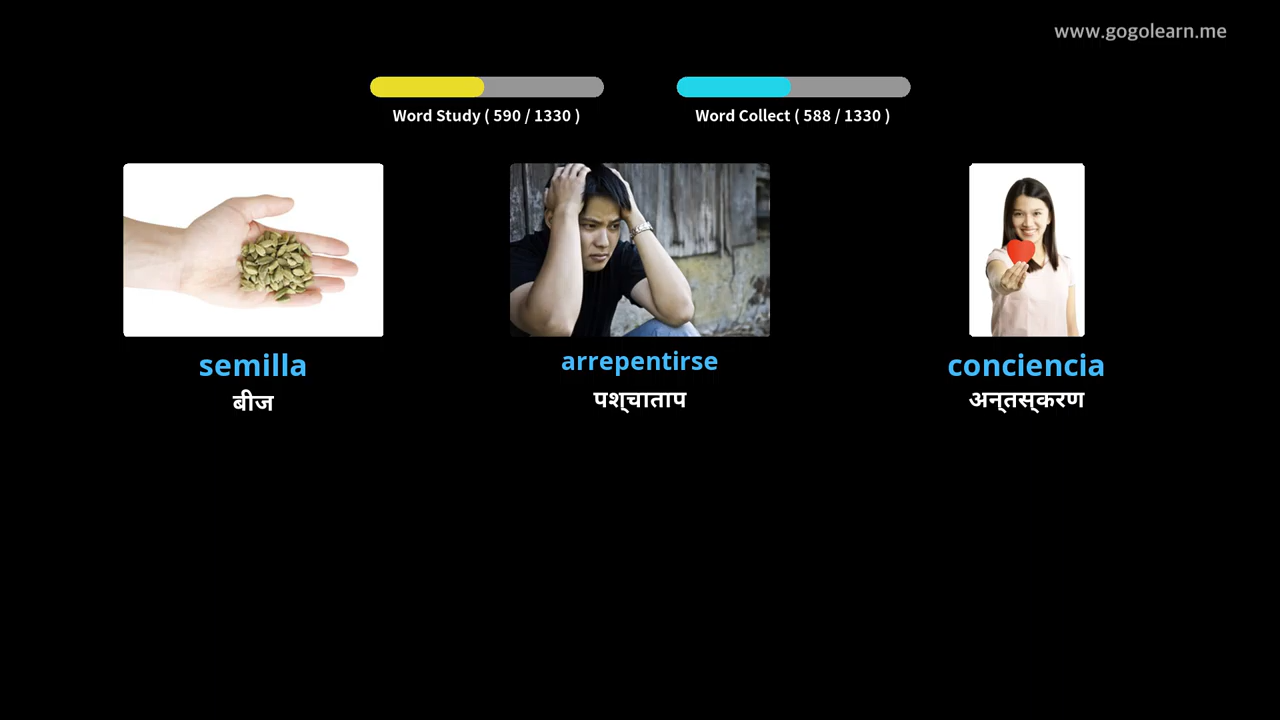 www.gogolearn.me
Word Study ( 590 / 1330 )
Word Collect ( 588 / 1330 )
semilla
arrepentirse
conciencia
बीज
पश्चाताप
अन्तस्करण